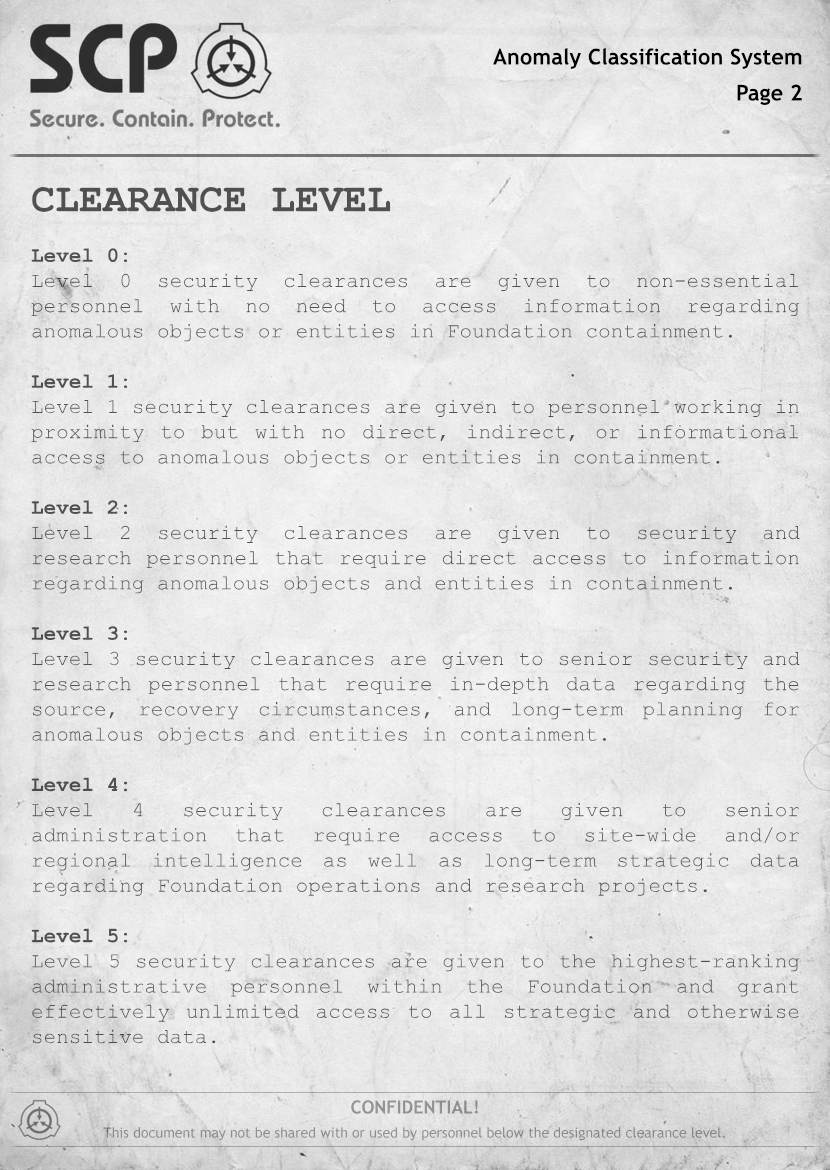 SCP
Secure. Contain. Protect.
Anomaly Classification System
Page 2
CLEARANCE LEVEL
Level 0:
Level 0 security clearances are given to non-essential
personnel with no need to access information regarding
anomalous objects or entities in Foundation containment.
Level 1:
Level 1 security clearances are given to personnel working in
proximity to but with no direct, indirect, or informational
access to anomalous objects or entities in containment.
Level 2:
Level 2 security clearances are given to security and
research personnel that require direct access to information
regarding anomalous objects and entities in containment.
Level 3:
Level 3 security clearances are given to senior security and
research personnel that require in-depth data regarding the
source, recovery circumstances, and long-term planning for
anomalous objects and entities in containment.
Level 4:
Level 4 security clearances are given to senior
administration that require access to site-wide and/or
regional intelligence as well as long-term strategic data
regarding Foundation operations and research projects.
Level 5:
Level 5 security clearances are given to the highest-ranking
administrative personnel within the Foundation and grant
effectively unlimited access to all strategic and otherwise
sensitive data.
CONFIDENTIAL!
This document may not be shared with or used by personnel below the designated clearance level.